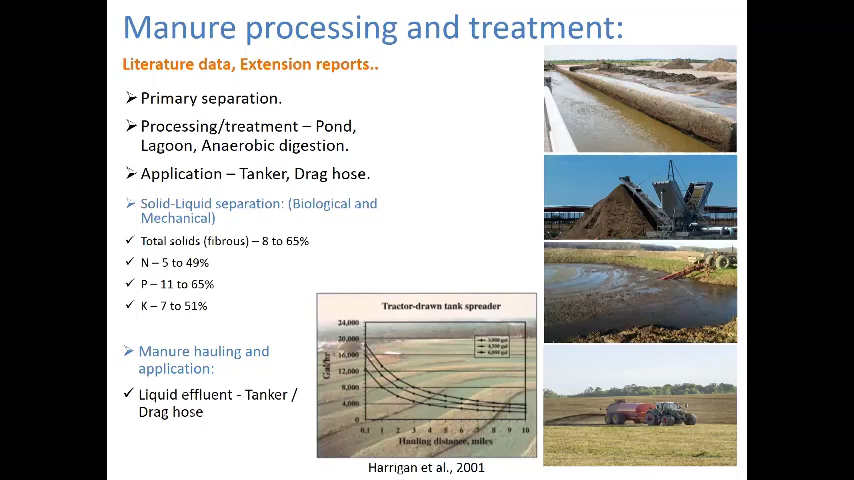 Manure processing and treatment:
Literature data, Extension reports..
Primary separation.
Processing/treatment – Pond,
Lagoon, Anaerobic digestion.
Application – Tanker, Drag hose.
Solid-Liquid separation: (Biological and
Mechanical)
Total solids (fibrous) – 8 to 65%
N – 5 to 49%
P – 11 to 65%
K – 7 to 51%
Manure hauling and
application:
Liquid effluent - Tanker /
Drag hose
Tractor-drawn tank spreader
24,000
20,000
16,000
12,000
8,000
4,000
0
Gal/hr
0.1 1 2 3 4 5 6 7 8 9 10
Hauling distance, miles
Harrigan et al., 2001